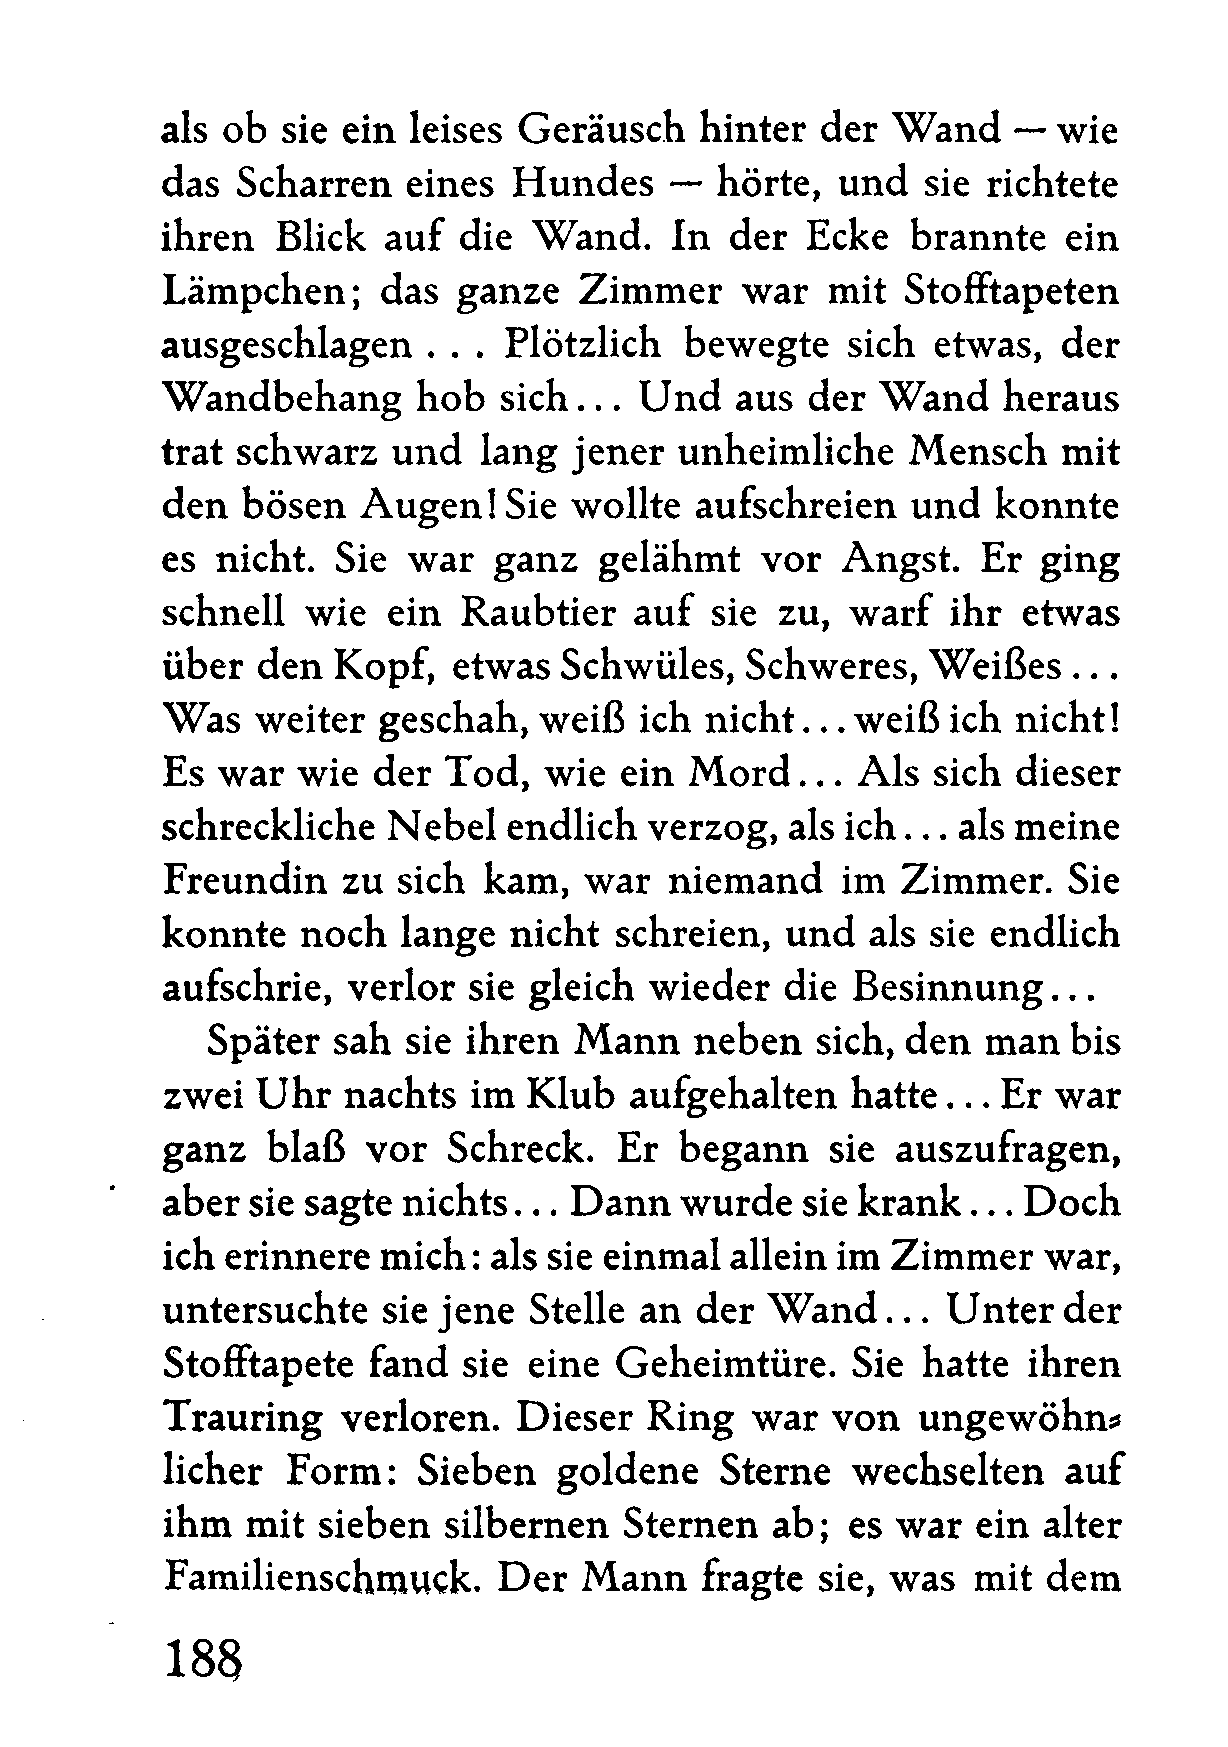 als ob sie ein leises Geräusch hinter der Wand — wie
das Scharren eines Hundes — hörte, und sie richtete
ihren Blick auf die Wand. In der Ecke brannte ein
Lämpchen; das ganze Zimmer war mit Stofftapeten
ausgeschlagen . . . Plötzlich bewegte sich etwas, der
Wandbehang hob sich... Und aus der Wand heraus
trat schwarz und lang jener unheimliche Mensch mit
den bösen Augen! Sie wollte aufschreien und konnte
es nicht. Sie war ganz gelähmt vor Angst. Er ging
schnell wie ein Raubtier auf sie zu, warf ihr etwas
über den Kopf, etwas Schwüles, Schweres, Weißes ...
Was weiter geschah, weiß ich nicht... weiß ich nicht!
Es war wie der Tod, wie ein Mord... Als sich dieser
schreckliche Nebel endlich verzog, als ich... als meine
Freundin zu sich kam, war niemand im Zimmer. Sie
konnte noch lange nicht schreien, und als sie endlich
aufschrie, verlor sie gleich wieder die Besinnung...
Später sah sie ihren Mann neben sich, den man bis
zwei Uhr nachts im Klub aufgehalten hatte... Er war
ganz blaß vor Schreck. Er begann sie auszufragen,
aber sie sagte nichts... Dann wurde sie krank... Doch
ich erinnere mich: als sie einmal allein im Zimmer war,
untersuchte sie jene Stelle an der Wand... Unter der
Stofftapete fand sie eine Geheimtüre. Sie hatte ihren
Trauring verloren. Dieser Ring war von ungewöhn⸗
licher Form: Sieben goldene Sterne wechselten auf
ihm mit sieben silbernen Sternen ab; es war ein alter
Familienschmuck. Der Mann fragte sie, was mit dem
188